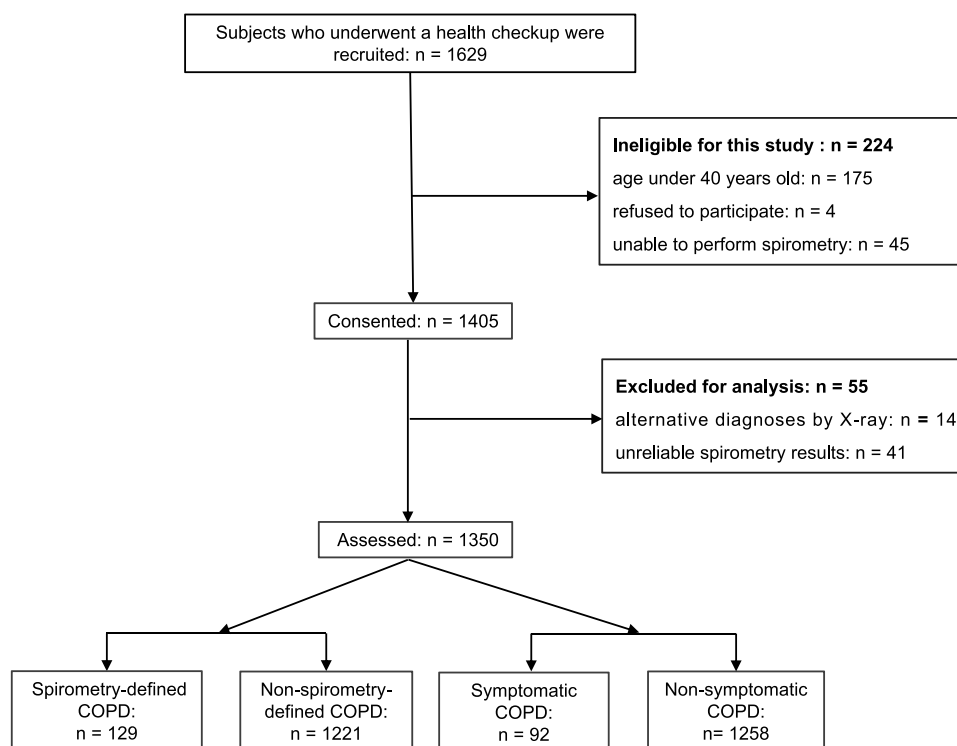 Subjects who underwent a health checkup were
recruited: n = 1629
Ineligible for this study : n = 224
age under 40 years old: n = 175
refused to participate: n = 4
unable to perform spirometry: n = 45
Consented: n = 1405
Excluded for analysis: n = 55
alternative diagnoses by X-ray: n = 14
unreliable spirometry results: n = 41
Assessed: n = 1350
Spirometry-defined
COPD:
n = 129
Non-spirometry-
defined COPD:
n = 1221
Symptomatic
COPD:
n = 92
Non-symptomatic
COPD:
n= 1258